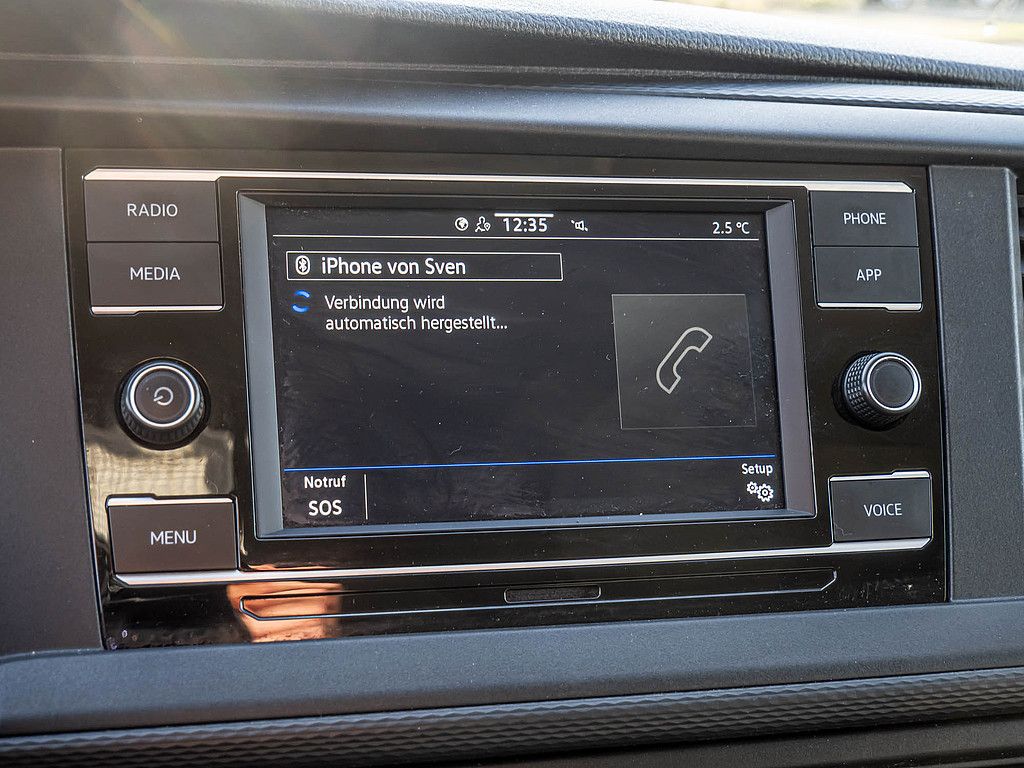 RADIO
MEDIA
MENU
12:35
2.5 °C
iPhone von Sven
Verbindung wird
automatisch hergestellt...
Notruf
SOS
Setup
PHONE
APP
VOICE